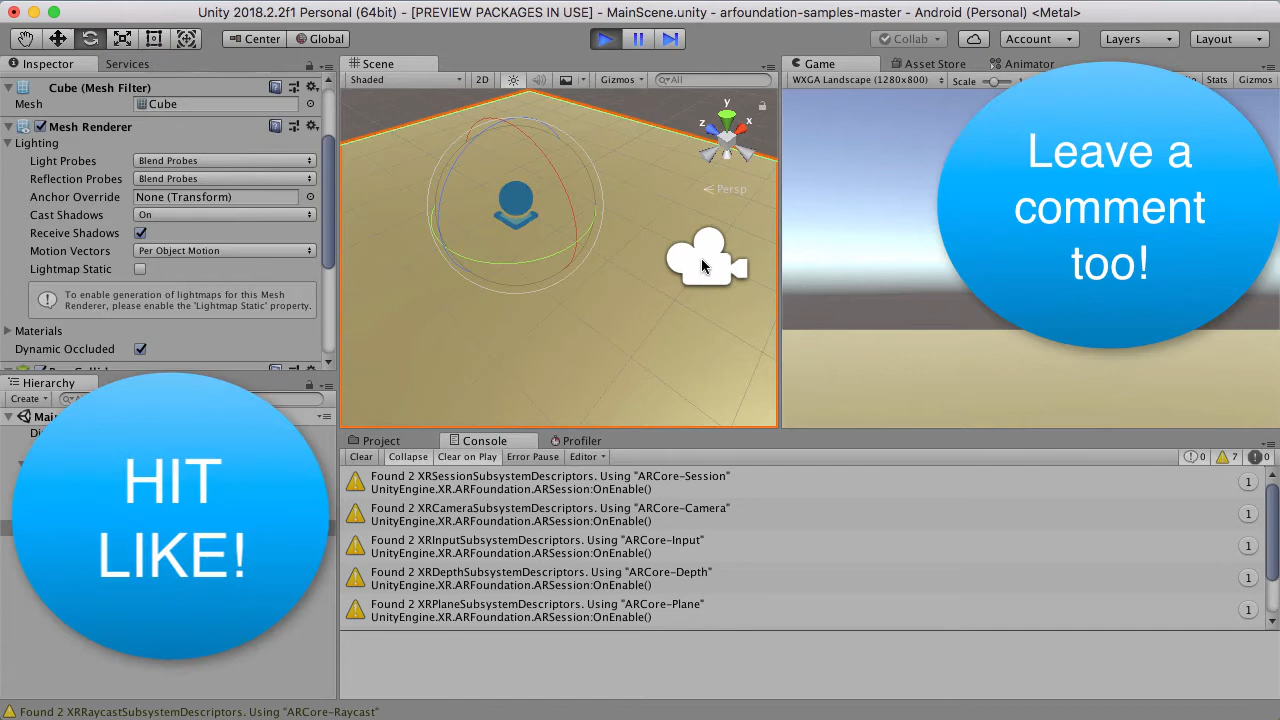 Unity 2018.2.2f1 Personal (64bit) - [PREVIEW PACKAGES IN USE] - MainScene.unity - arfoundation-samples-master - Android (Personal) <Metal>
Center Global Collab Account Layers Layout
Inspector Services
Cube (Mesh Filter)
Mesh Cube
Mesh Renderer
Lighting
Light Probes Blend Probes
Reflection Probes Blend Probes
Anchor Override None (Transform)
Cast Shadows On
Receive Shadows
Motion Vectors Per Object Motion
Lightmap Static
To enable generation of lightmaps for this Mesh
Renderer, please enable the 'Lightmap Static' property.
Materials
Dynamic Occluded
Hierarchy
Create
Scene
Shaded 2D Gizmos All
y
z x
Persp
Game Asset Store Animator
WXGA Landscape (1280x800) Scale Stats Gizmos
Leave a
comment
too!
HIT
LIKE!
Project Console Profiler
Clear Collapse Clear on Play Error Pause Editor 0 7 0
Found 2 XRSessionSubsystemDescriptors. Using "ARCore-Session"
UnityEngine.XR.ARFoundation.ARSession:OnEnable()
1
Found 2 XRCameraSubsystemDescriptors. Using "ARCore-Camera"
UnityEngine.XR.ARFoundation.ARSession:OnEnable()
1
Found 2 XRInputSubsystemDescriptors. Using "ARCore-Input"
UnityEngine.XR.ARFoundation.ARSession:OnEnable()
1
Found 2 XRDepthSubsystemDescriptors. Using "ARCore-Depth"
UnityEngine.XR.ARFoundation.ARSession:OnEnable()
1
Found 2 XRPlaneSubsystemDescriptors. Using "ARCore-Plane"
UnityEngine.XR.ARFoundation.ARSession:OnEnable()
1
Found 2 XRRaycastSubsystemDescriptors. Using "ARCore-Raycast"